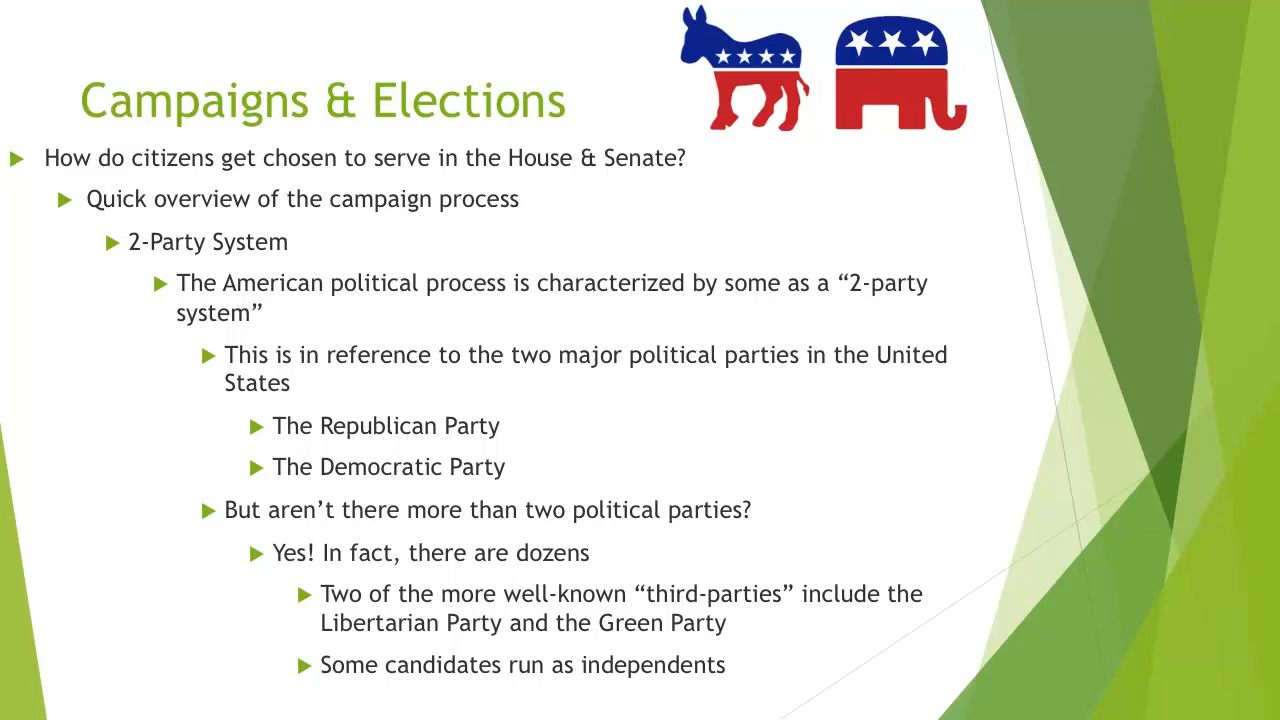 Campaigns & Elections
How do citizens get chosen to serve in the House & Senate?
Quick overview of the campaign process
2-Party System
The American political process is characterized by some as a “2-party
system”
This is in reference to the two major political parties in the United
States
The Republican Party
The Democratic Party
But aren’t there more than two political parties?
Yes! In fact, there are dozens
Two of the more well-known “third-parties” include the
Libertarian Party and the Green Party
Some candidates run as independents